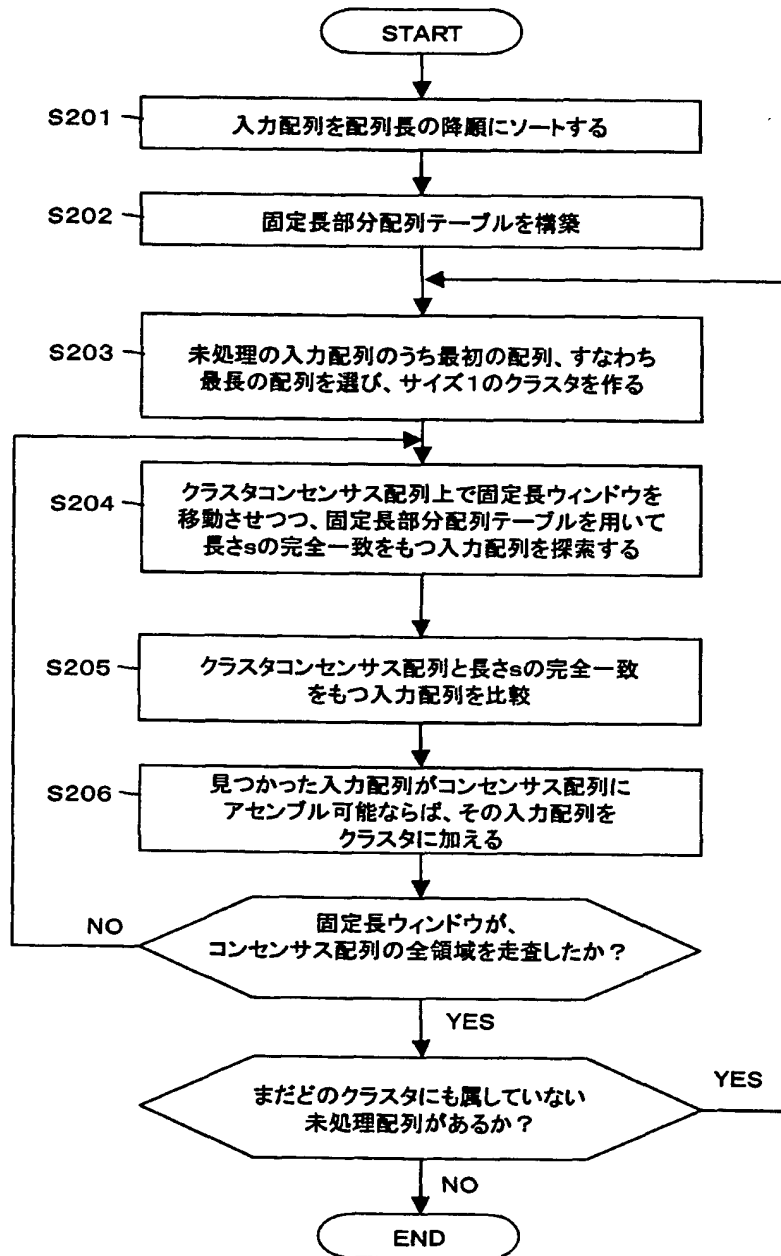 START
S201
入力配列を配列長の降順にソートする
S202
固定長部分配列テーブルを構築
S203
未処理の入力配列のうち最初の配列、すなわち
最長の配列を選び、サイズ1のクラスタを作る
S204
クラスタコンセンサス配列上で固定長ウィンドウを
移動させつつ、固定長部分配列テーブルを用いて
長さsの完全一致をもつ入力配列を探索する
S205
クラスタコンセンサス配列と長さsの完全一致
をもつ入力配列を比較
S206
見つかった入力配列がコンセンサス配列に
アセンブル可能ならば、その入力配列を
クラスタに加える
NO
固定長ウィンドウが、
コンセンサス配列の全領域を走査したか?
YES
まだどのクラスタにも属していない
未処理配列があるか?
YES
NO
END